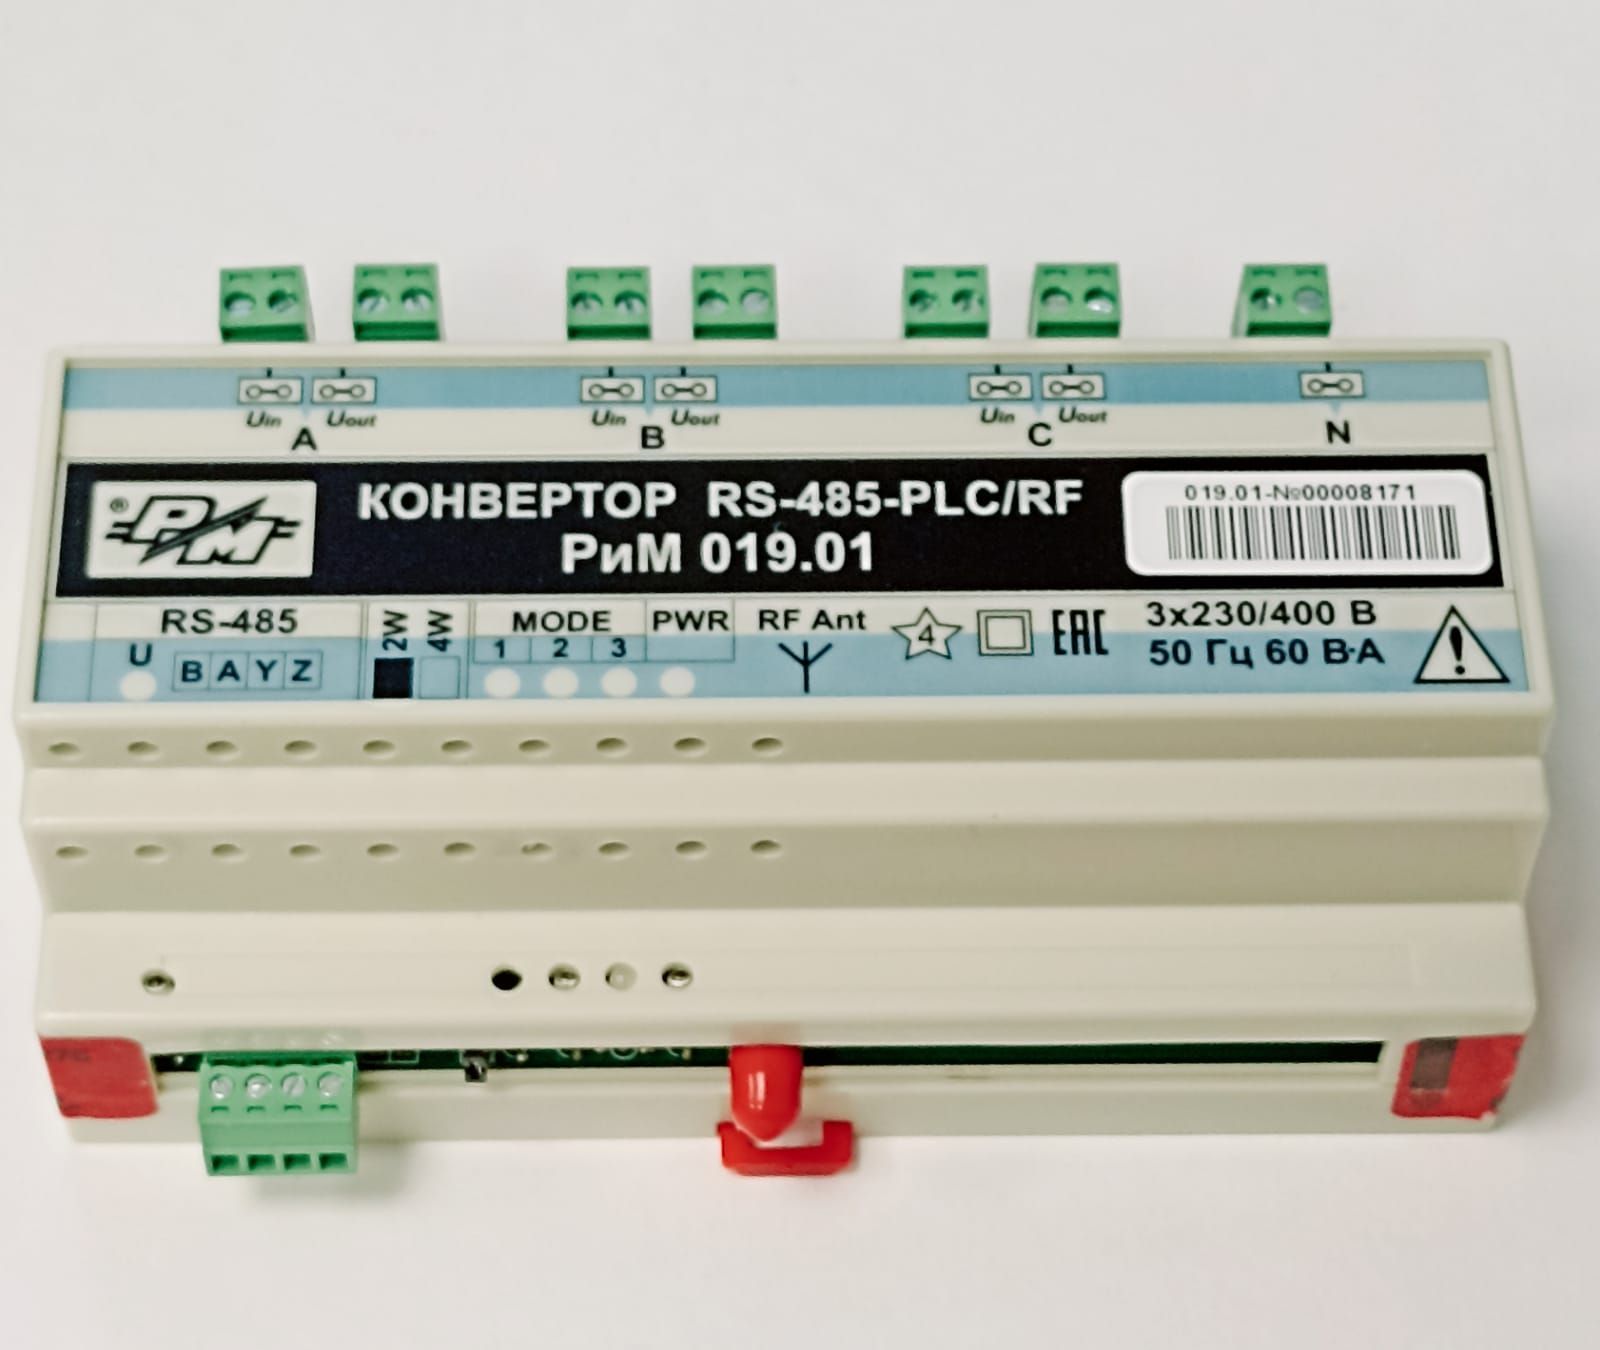 Uin Uout Uin Uout Uin Uout
A B C N
® РиМ
КОНВЕРТОР RS-485-PLC/RF
РиМ 019.01
019.01-№00008171
RS-485 2W 4W MODE PWR RF Ant 4 EAC 3x230/400 В
U B A Y Z 1 2 3 50 Гц 60 В·А